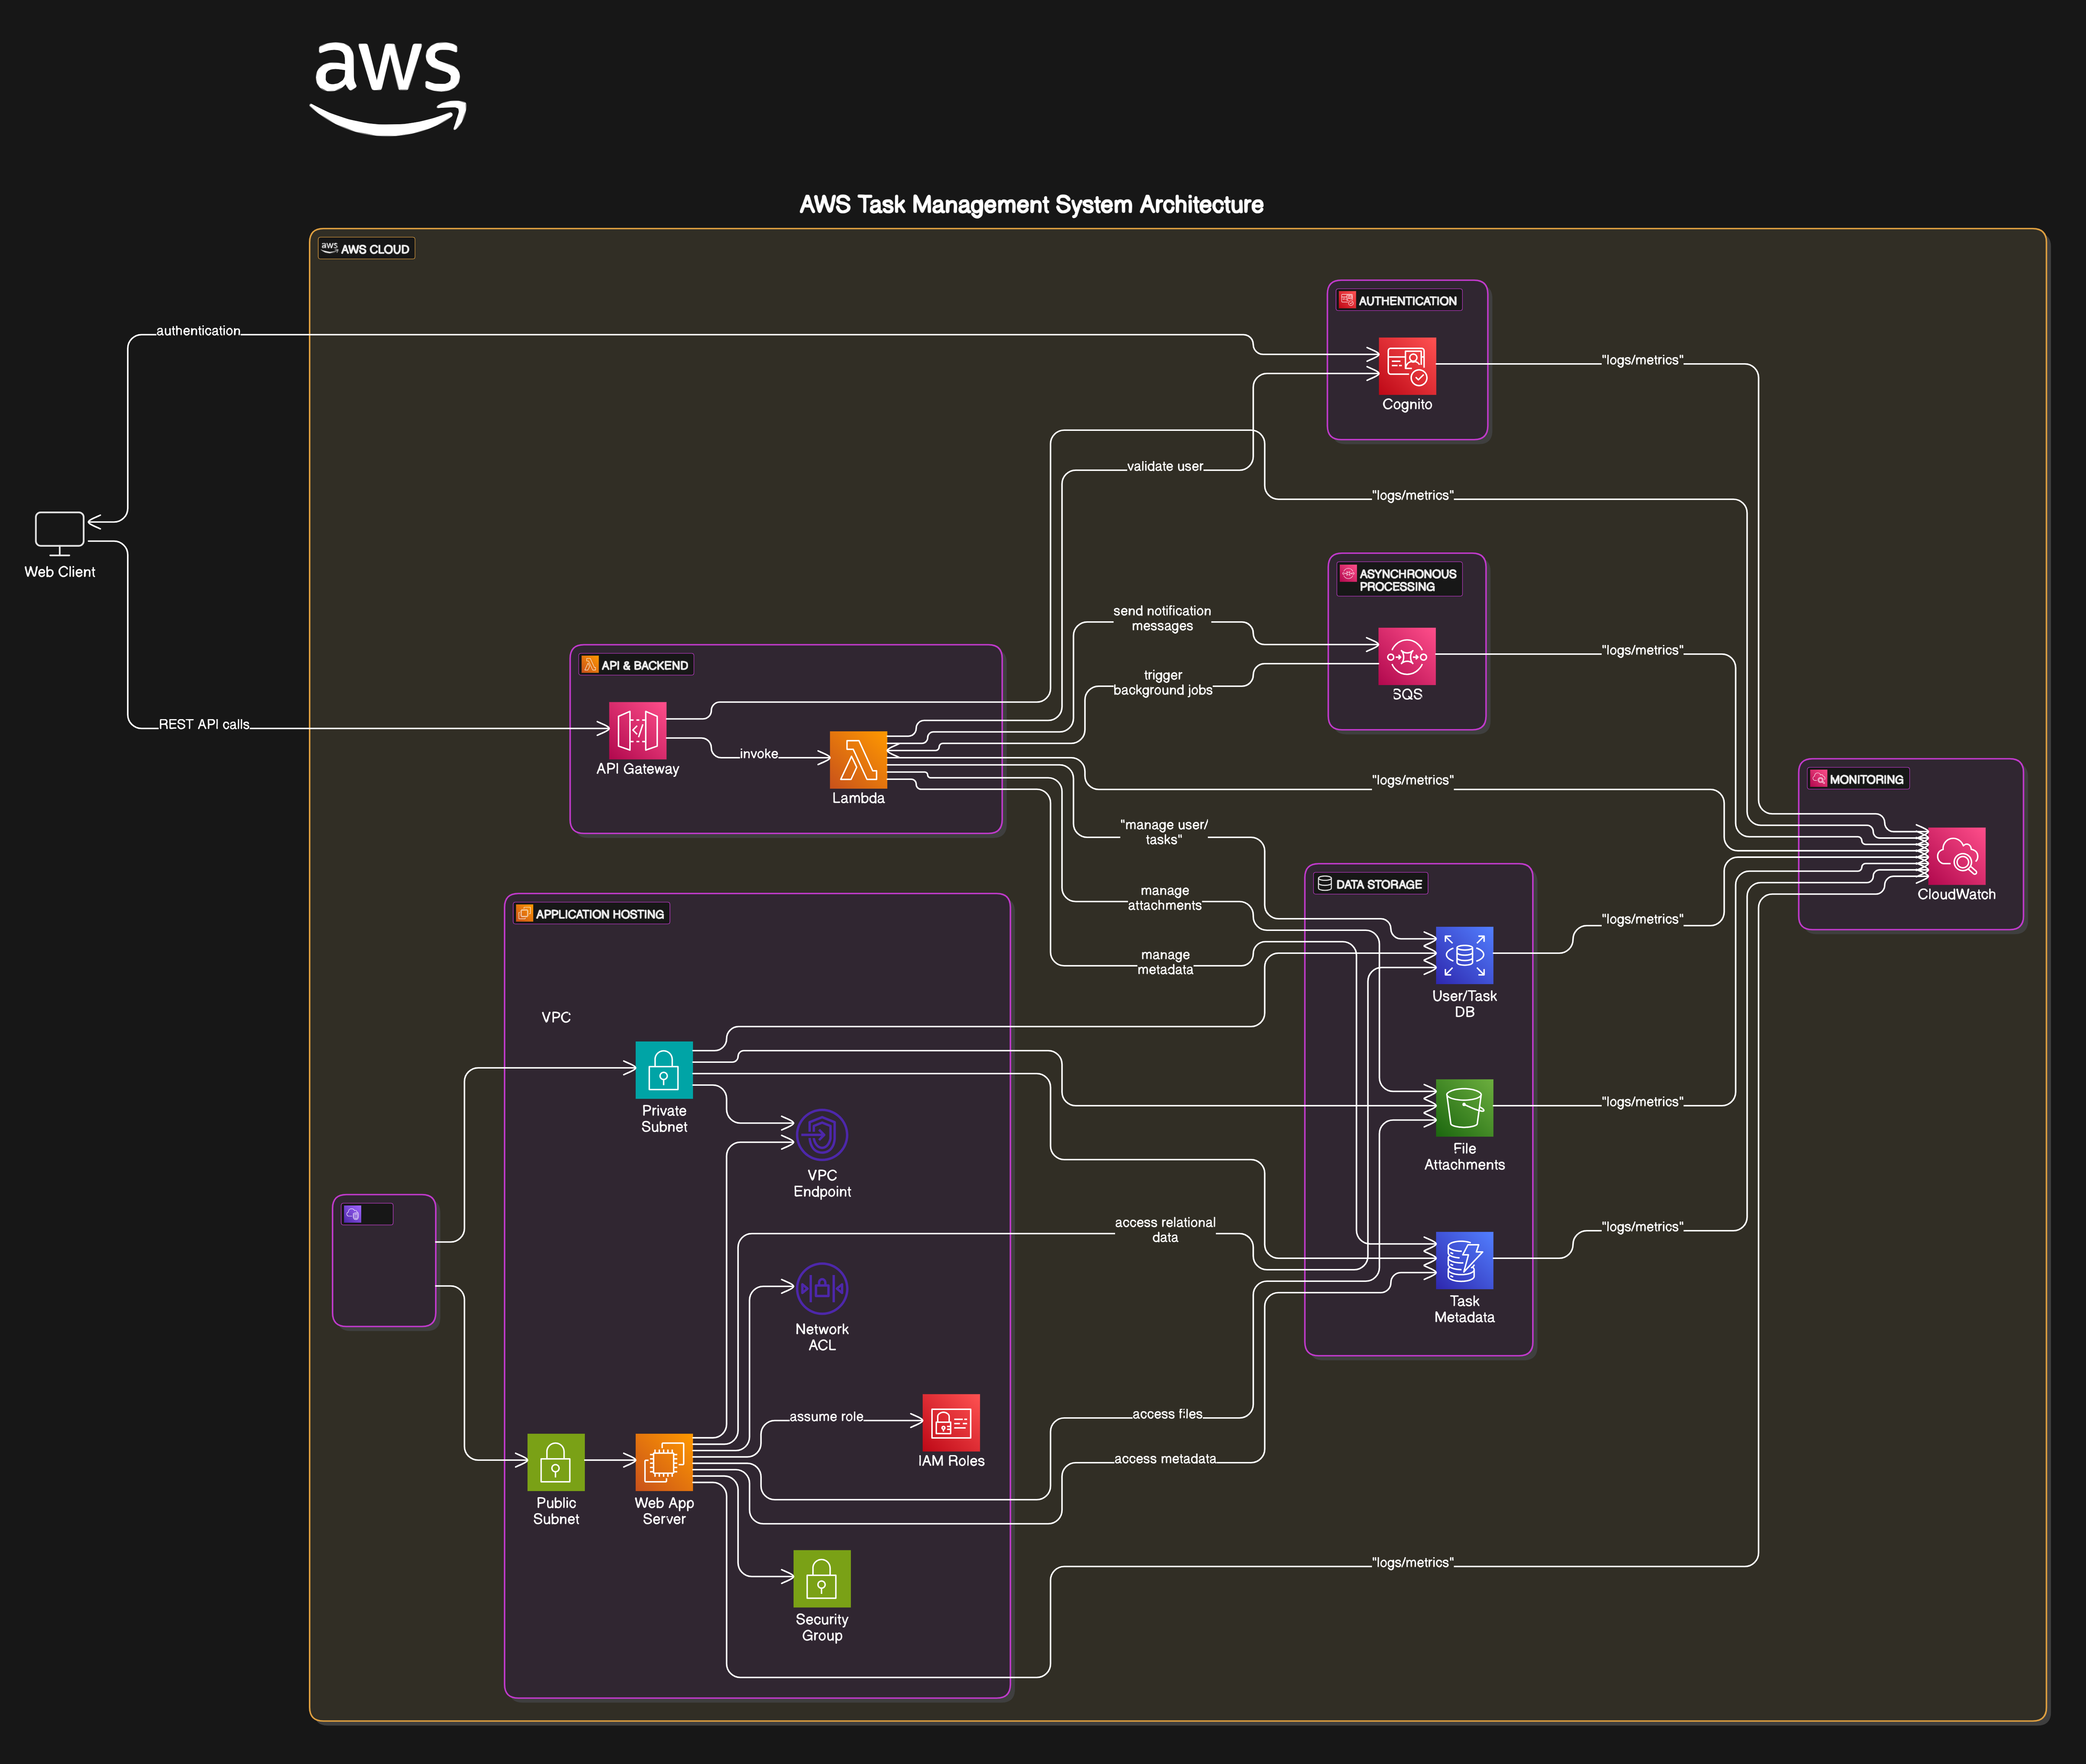 aws
AWS Task Management System Architecture
aws
AWS CLOUD
AUTHENTICATION
authentication
Cognito
"logs/metrics"
validate user
"logs/metrics"
Web Client
ASYNCHRONOUS
PROCESSING
send notification
messages
SQS
"logs/metrics"
trigger
background jobs
API & BACKEND
REST API calls
API Gateway
invoke
Lambda
"logs/metrics"
MONITORING
CloudWatch
"manage user/
tasks"
manage
attachments
manage
metadata
DATA STORAGE
User/Task
DB
"logs/metrics"
File
Attachments
"logs/metrics"
Task
Metadata
"logs/metrics"
APPLICATION HOSTING
VPC
Private
Subnet
VPC
Endpoint
access relational
data
Network
ACL
assume role
IAM Roles
access files
access metadata
Public
Subnet
Web App
Server
Security
Group
"logs/metrics"